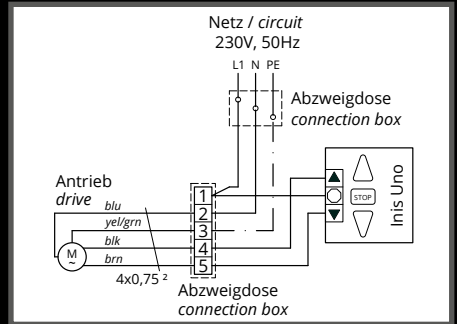 Netz / circuit
230V, 50Hz
L1 N PE
Abzweigdose
connection box
Antrieb
drive
blu
yel/grn
blk
brn
M
~
4x0,75 ²
1
2
3
4
5
Abzweigdose
connection box
STOP
Inis Uno